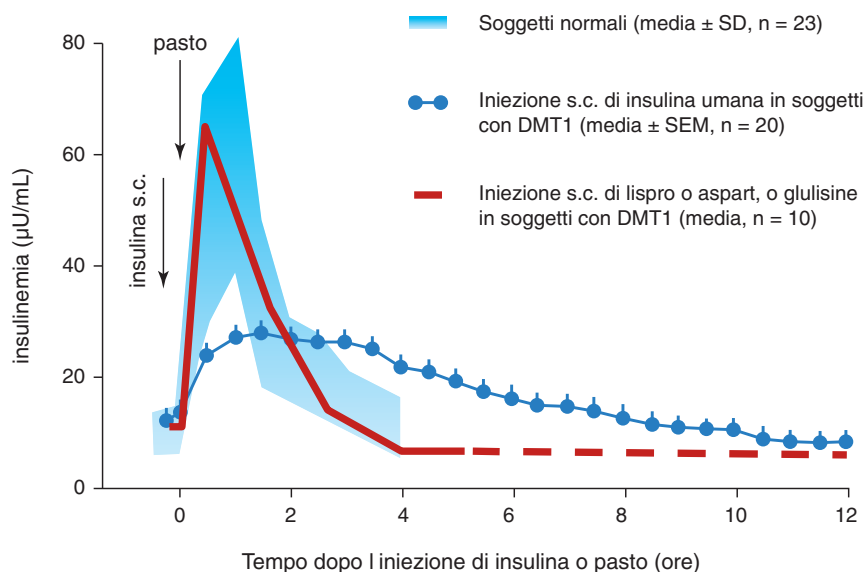 Soggetti normali (media ± SD, n = 23)
Iniezione s.c. di insulina umana in soggetti
con DMT1 (media ± SEM, n = 20)
Iniezione s.c. di lispro o aspart, o glulisine
in soggetti con DMT1 (media, n = 10)
pasto
insulina s.c.
insulinemia (µU/mL)
80
60
40
20
0
0 2 4 6 8 10 12
Tempo dopo l iniezione di insulina o pasto (ore)